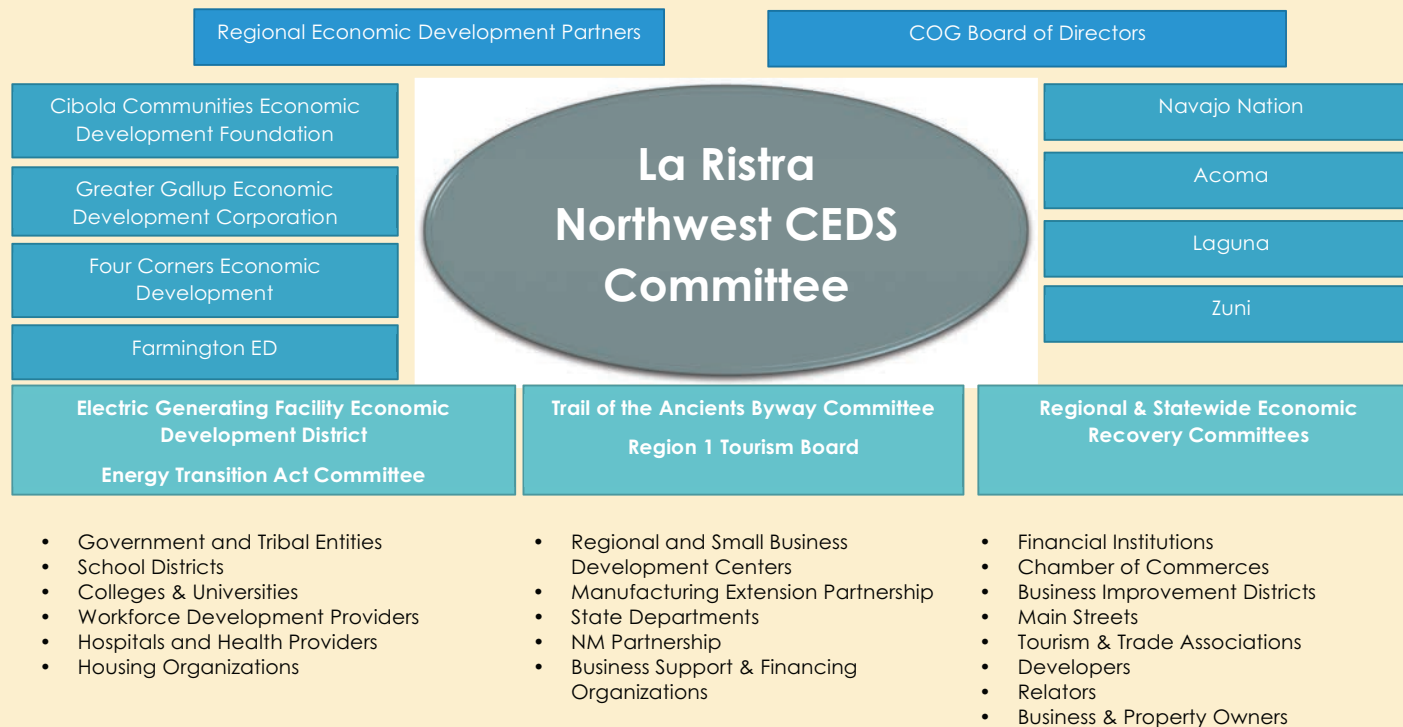 Regional Economic Development Partners
COG Board of Directors
Cibola Communities Economic
Development Foundation
Greater Gallup Economic
Development Corporation
Four Corners Economic
Development
Farmington ED
La Ristra
Northwest CEDS
Committee
Navajo Nation
Acoma
Laguna
Zuni
Electric Generating Facility Economic
Development District
Energy Transition Act Committee
Trail of the Ancients Byway Committee
Region 1 Tourism Board
Regional & Statewide Economic
Recovery Committees
• Government and Tribal Entities
• School Districts
• Colleges & Universities
• Workforce Development Providers
• Hospitals and Health Providers
• Housing Organizations
• Regional and Small Business
Development Centers
• Manufacturing Extension Partnership
• State Departments
• NM Partnership
• Business Support & Financing
Organizations
• Financial Institutions
• Chamber of Commerces
• Business Improvement Districts
• Main Streets
• Tourism & Trade Associations
• Developers
• Relators
• Business & Property Owners